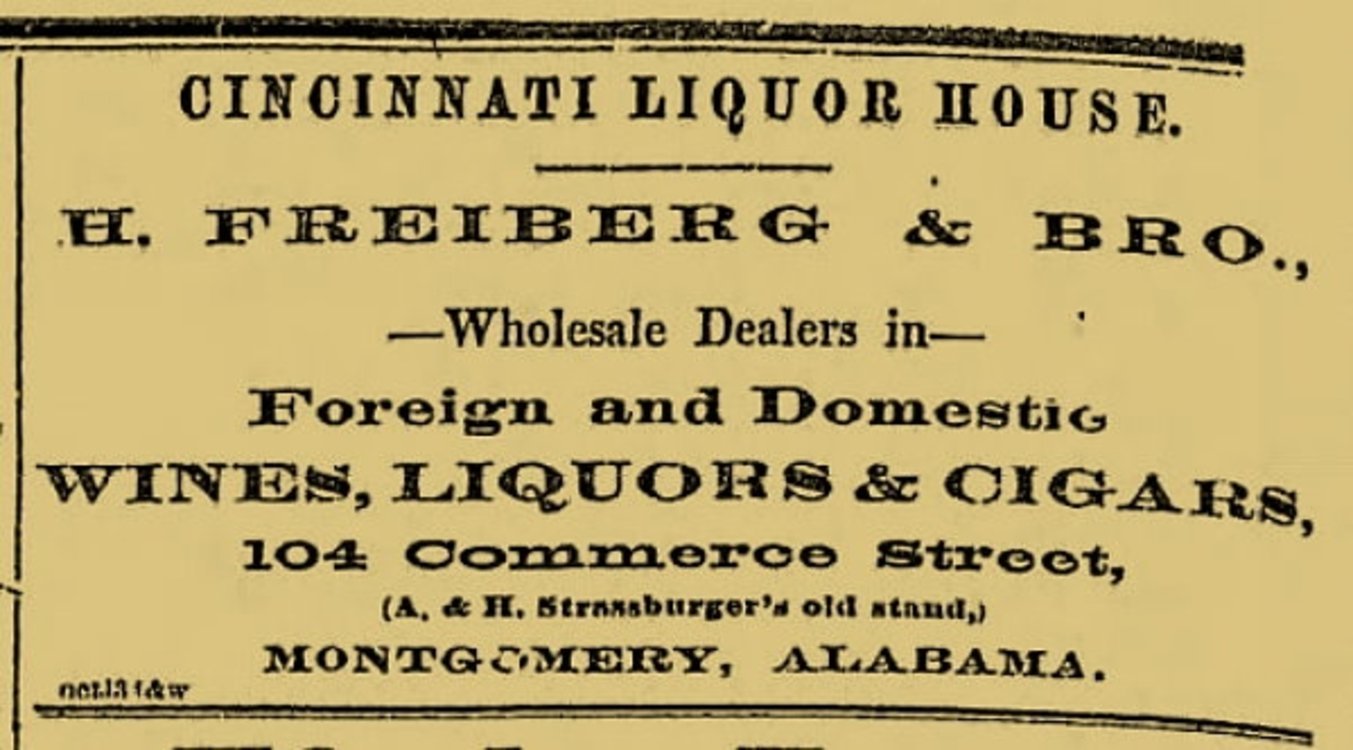 CINCINNATI LIQUOR HOUSE.
H. FREIBERG & BRO.,
—Wholesale Dealers in—
Foreign and Domestic
WINES, LIQUORS & CIGARS,
104 Commerce Street,
(A. & H. Strassburger's old stand,)
MONTGOMERY, ALABAMA.